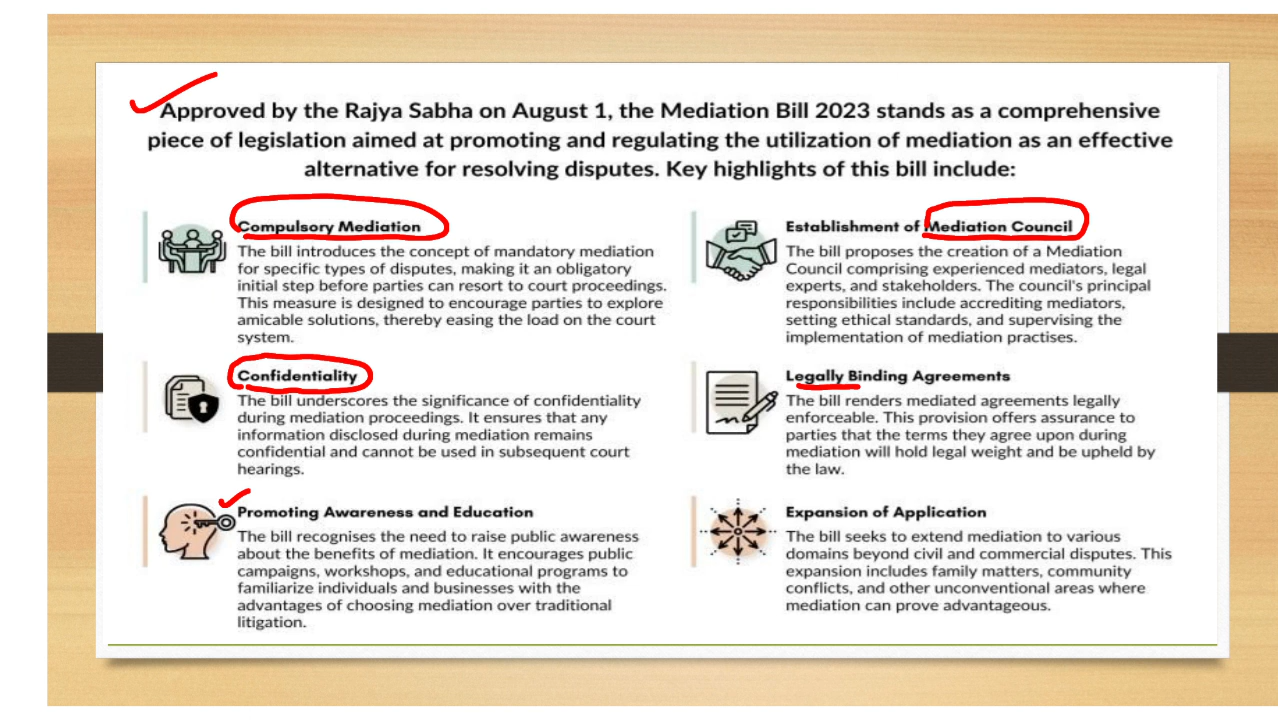 Approved by the Rajya Sabha on August 1, the Mediation Bill 2023 stands as a comprehensive
piece of legislation aimed at promoting and regulating the utilization of mediation as an effective
alternative for resolving disputes. Key highlights of this bill include:
Compulsory Mediation
The bill introduces the concept of mandatory mediation
for specific types of disputes, making it an obligatory
initial step before parties can resort to court proceedings.
This measure is designed to encourage parties to explore
amicable solutions, thereby easing the load on the court
system.
Establishment of Mediation Council
The bill proposes the creation of a Mediation
Council comprising experienced mediators, legal
experts, and stakeholders. The council's principal
responsibilities include accrediting mediators,
setting ethical standards, and supervising the
implementation of mediation practises.
Confidentiality
The bill underscores the significance of confidentiality
during mediation proceedings. It ensures that any
information disclosed during mediation remains
confidential and cannot be used in subsequent court
hearings.
Legally Binding Agreements
The bill renders mediated agreements legally
enforceable. This provision offers assurance to
parties that the terms they agree upon during
mediation will hold legal weight and be upheld by
the law.
Promoting Awareness and Education
The bill recognises the need to raise public awareness
about the benefits of mediation. It encourages public
campaigns, workshops, and educational programs to
familiarize individuals and businesses with the
advantages of choosing mediation over traditional
litigation.
Expansion of Application
The bill seeks to extend mediation to various
domains beyond civil and commercial disputes. This
expansion includes family matters, community
conflicts, and other unconventional areas where
mediation can prove advantageous.